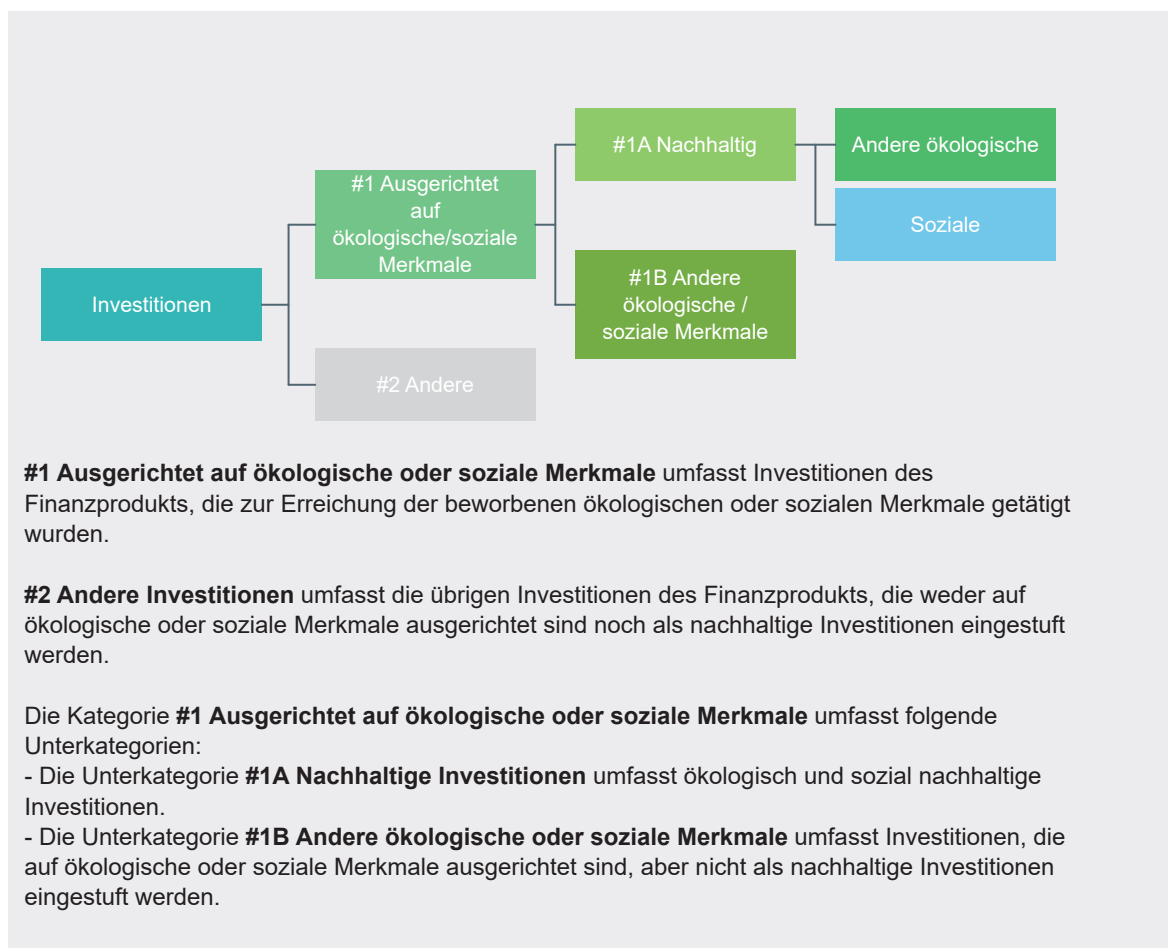 #1A Nachhaltig
Andere ökologische
#1 Ausgerichtet
auf
ökologische/soziale
Merkmale
Soziale
Investitionen
#1B Andere
ökologische /
soziale Merkmale
#2 Andere
#1 Ausgerichtet auf ökologische oder soziale Merkmale umfasst Investitionen des
Finanzprodukts, die zur Erreichung der beworbenen ökologischen oder sozialen Merkmale getätigt
wurden.
#2 Andere Investitionen umfasst die übrigen Investitionen des Finanzprodukts, die weder auf
ökologische oder soziale Merkmale ausgerichtet sind noch als nachhaltige Investitionen eingestuft
werden.
Die Kategorie #1 Ausgerichtet auf ökologische oder soziale Merkmale umfasst folgende
Unterkategorien:
- Die Unterkategorie #1A Nachhaltige Investitionen umfasst ökologisch und sozial nachhaltige
Investitionen.
- Die Unterkategorie #1B Andere ökologische oder soziale Merkmale umfasst Investitionen, die
auf ökologische oder soziale Merkmale ausgerichtet sind, aber nicht als nachhaltige Investitionen
eingestuft werden.